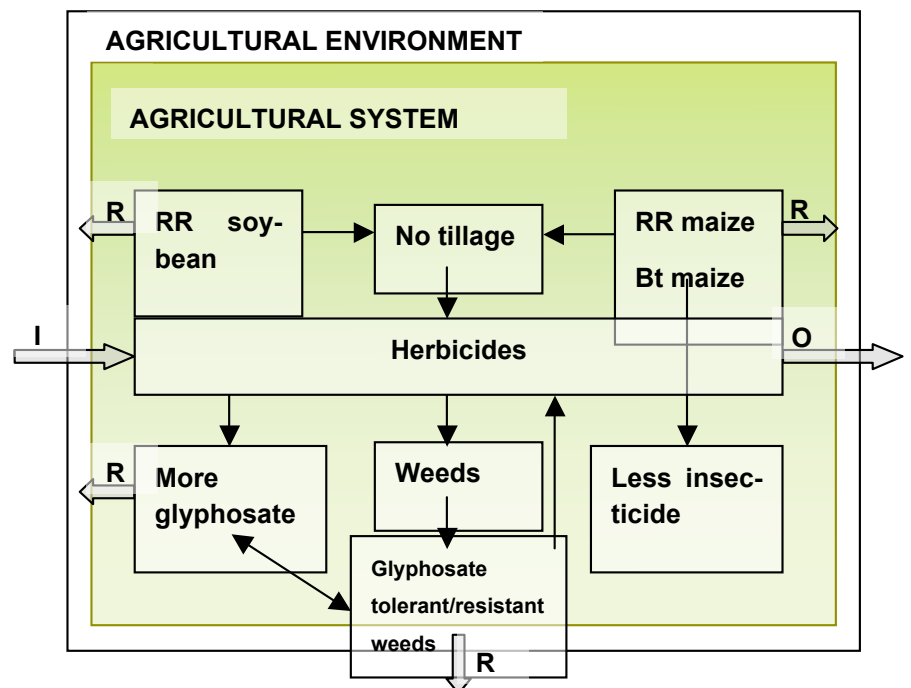 AGRICULTURAL ENVIRONMENT
AGRICULTURAL SYSTEM
R
RR soy-
bean
No tillage
RR maize
Bt maize
R
I
Herbicides
O
R
More
glyphosate
Weeds
Less insec-
ticide
Glyphosate
tolerant/resistant
weeds
R